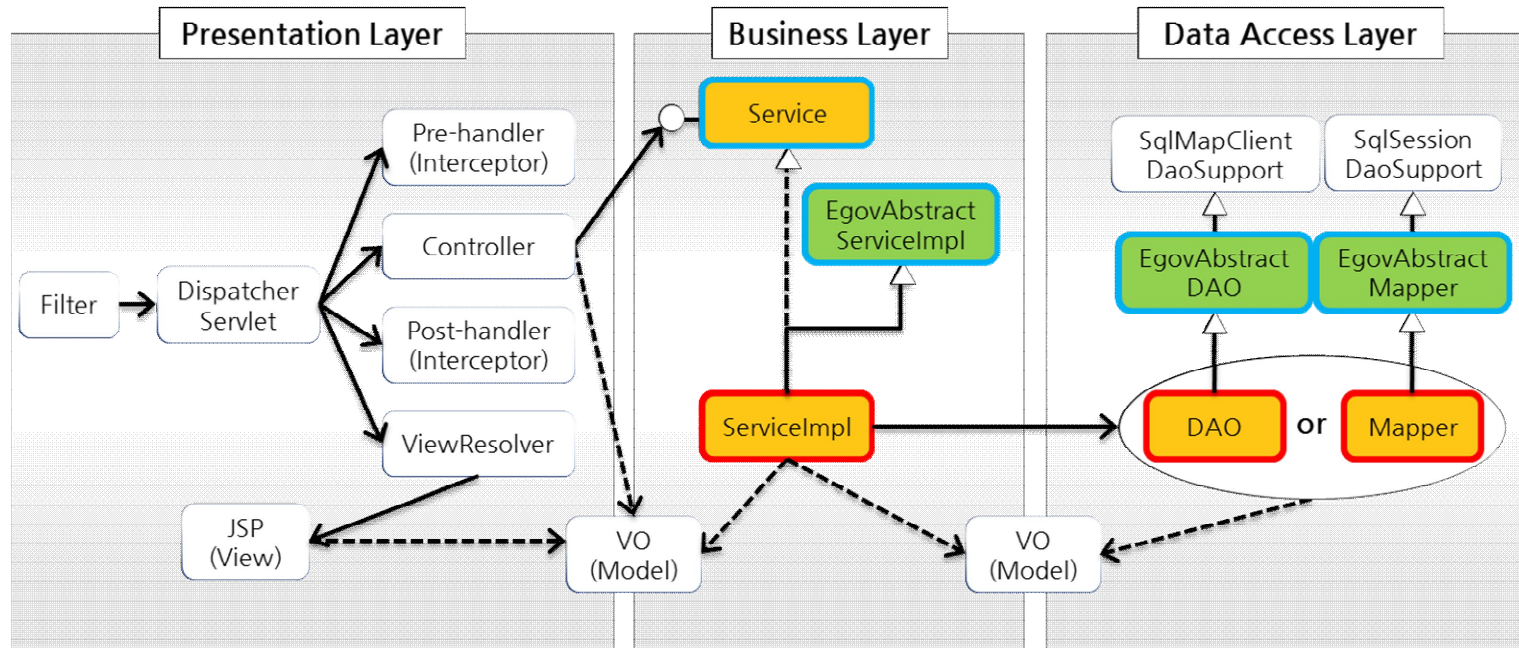 Presentation Layer
Business Layer
Data Access Layer
Filter
Dispatcher
Servlet
Pre-handler
(Interceptor)
Controller
Post-handler
(Interceptor)
ViewResolver
JSP
(View)
VO
(Model)
Service
EgovAbstract
ServiceImpl
ServiceImpl
VO
(Model)
SqlMapClient
DaoSupport
SqlSession
DaoSupport
EgovAbstract
DAO
EgovAbstract
Mapper
DAO
or
Mapper